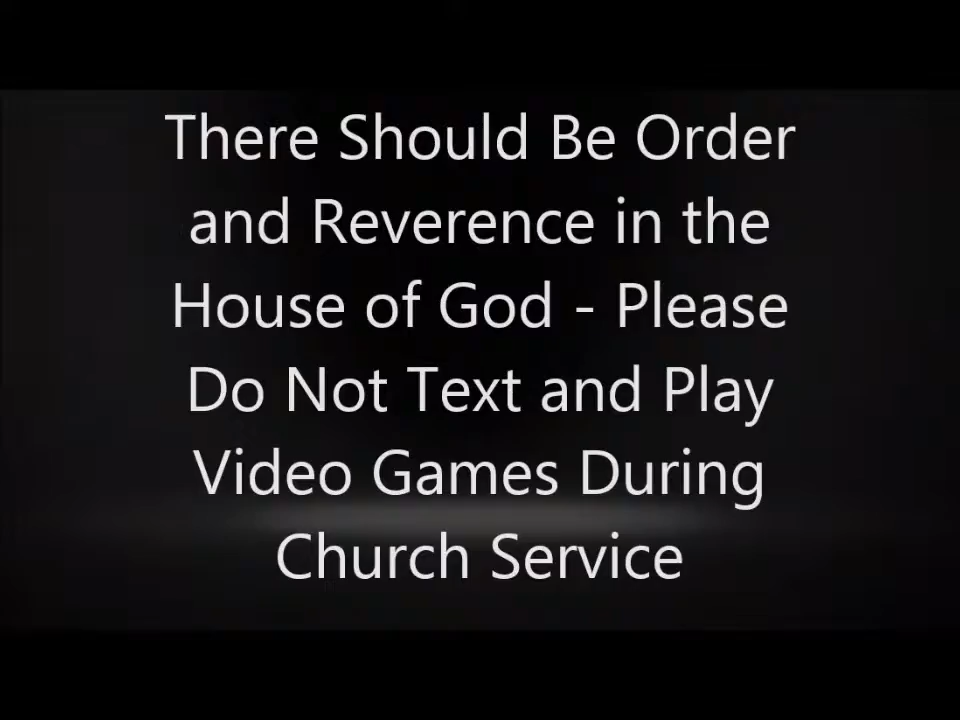 There Should Be Order
and Reverence in the
House of God - Please
Do Not Text and Play
Video Games During
Church Service